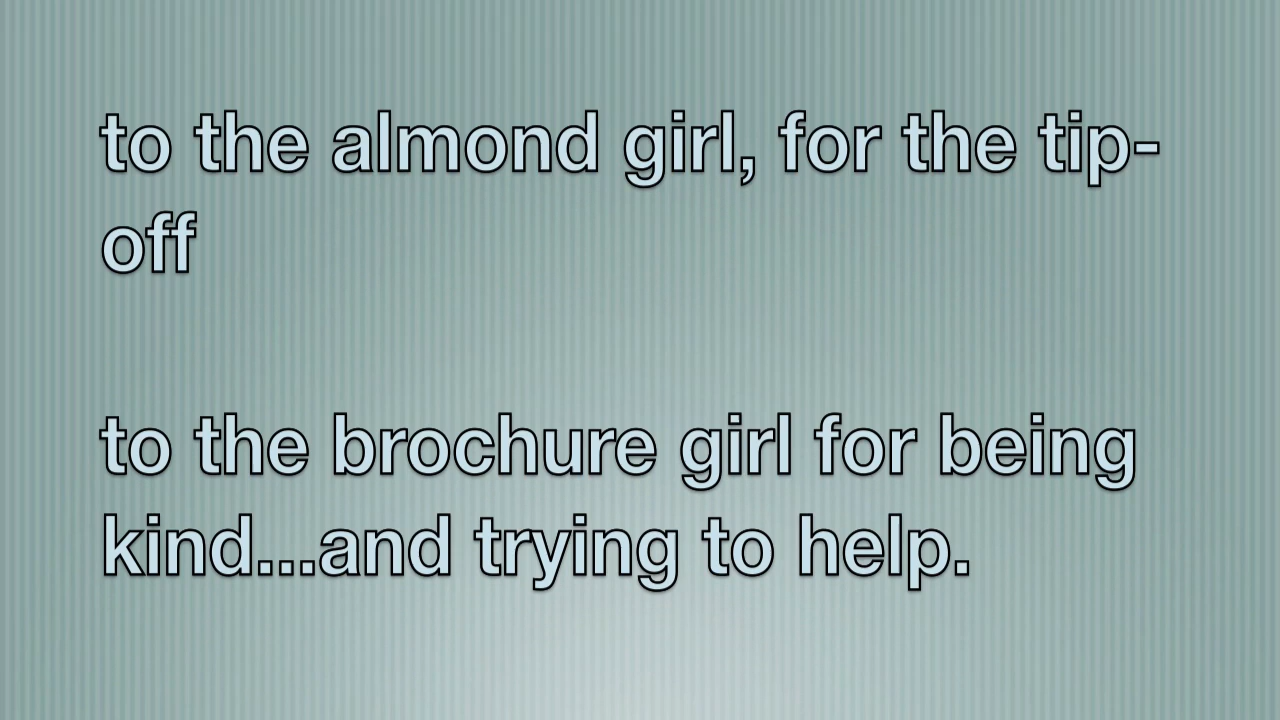 to the almond girl, for the tip-
off
to the brochure girl for being
kind...and trying to help.